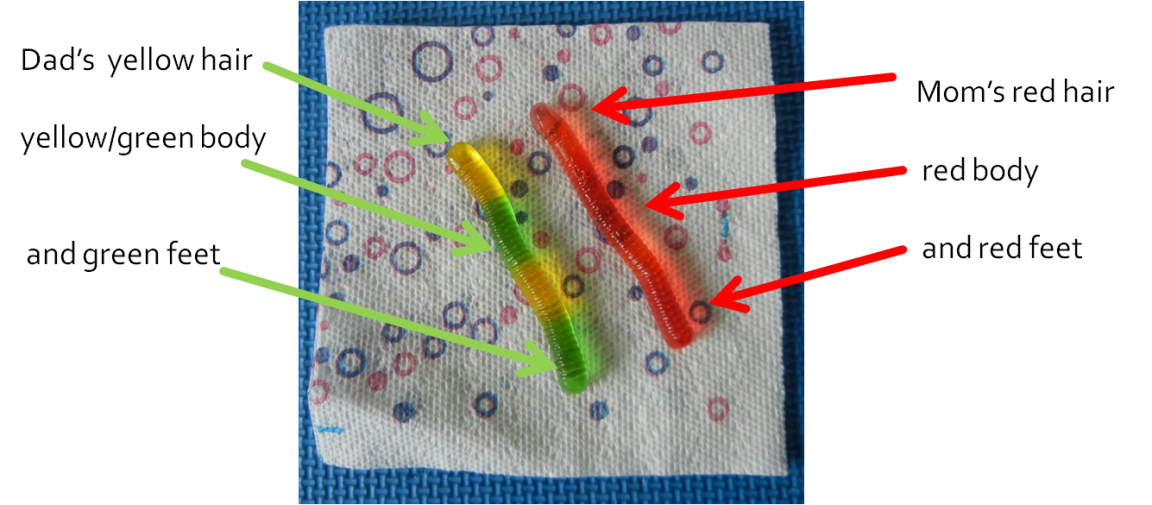 Dad's yellow hair
yellow/green body
and green feet
Mom's red hair
red body
and red feet